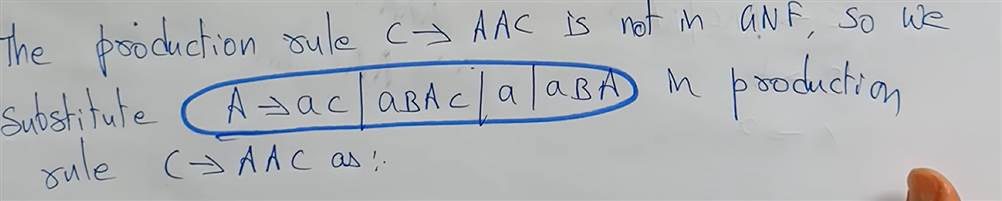 The production rule C → AAC is not in GNF, so we
substitute A → aC | aBAC | a | aBA in production
rule C → AAC as :